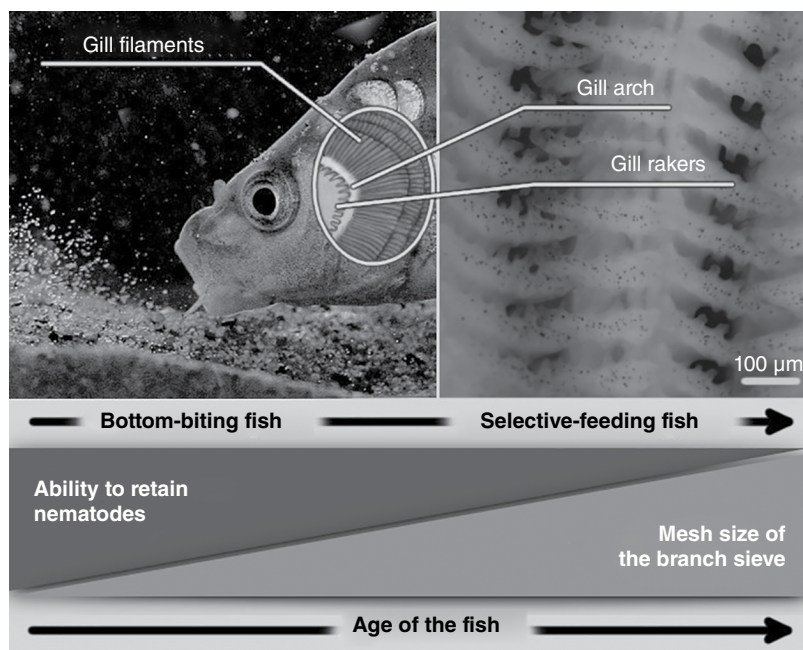 Gill filaments
Gill arch
Gill rakers
100 µm
Bottom-biting fish
Selective-feeding fish
Ability to retain
nematodes
Mesh size of
the branch sieve
Age of the fish